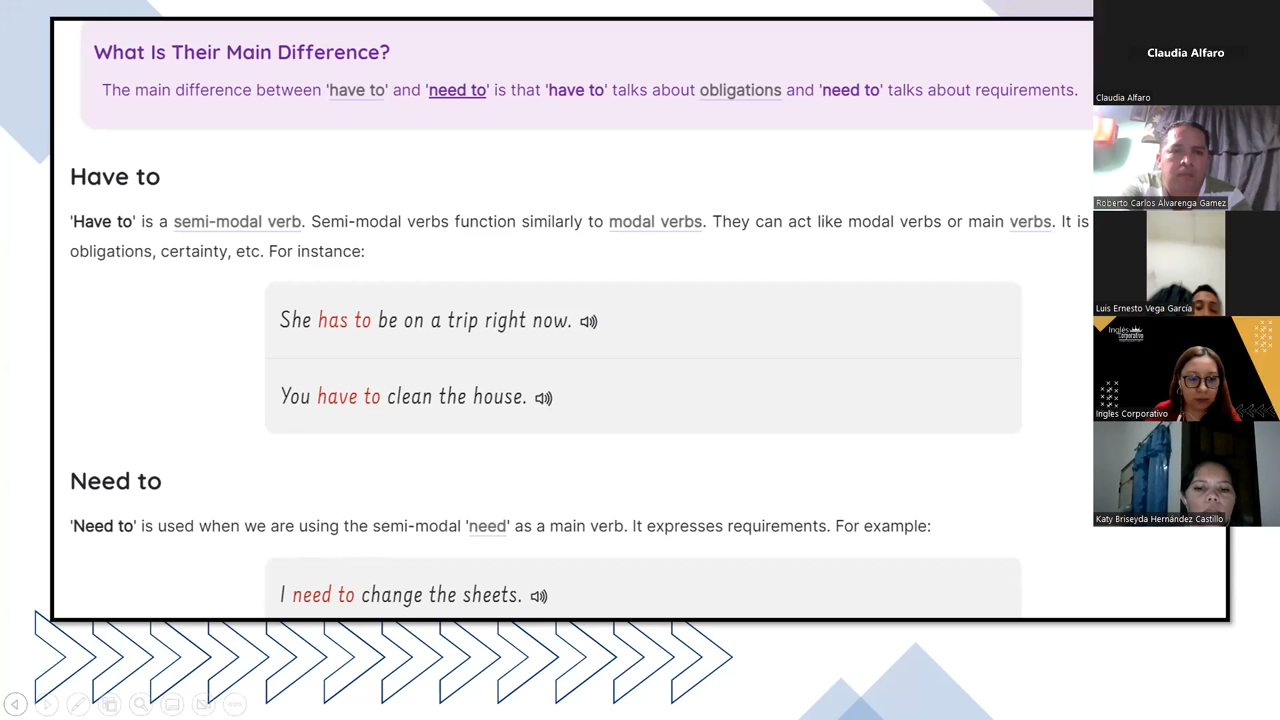 What Is Their Main Difference?
The main difference between 'have to' and 'need to' is that 'have to' talks about obligations and 'need to' talks about requirements.
Have to
'Have to' is a semi-modal verb. Semi-modal verbs function similarly to modal verbs. They can act like modal verbs or main verbs. It is
obligations, certainty, etc. For instance:
She has to be on a trip right now.
You have to clean the house.
Need to
'Need to' is used when we are using the semi-modal 'need' as a main verb. It expresses requirements. For example:
I need to change the sheets.
Claudia Alfaro
Claudia Alfaro
Roberto Carlos Alvarenga Gamez
Luis Ernesto Vega García
Inglés
Corporativo
Ingles Corporativo
Katy Briseyda Hernández Castillo